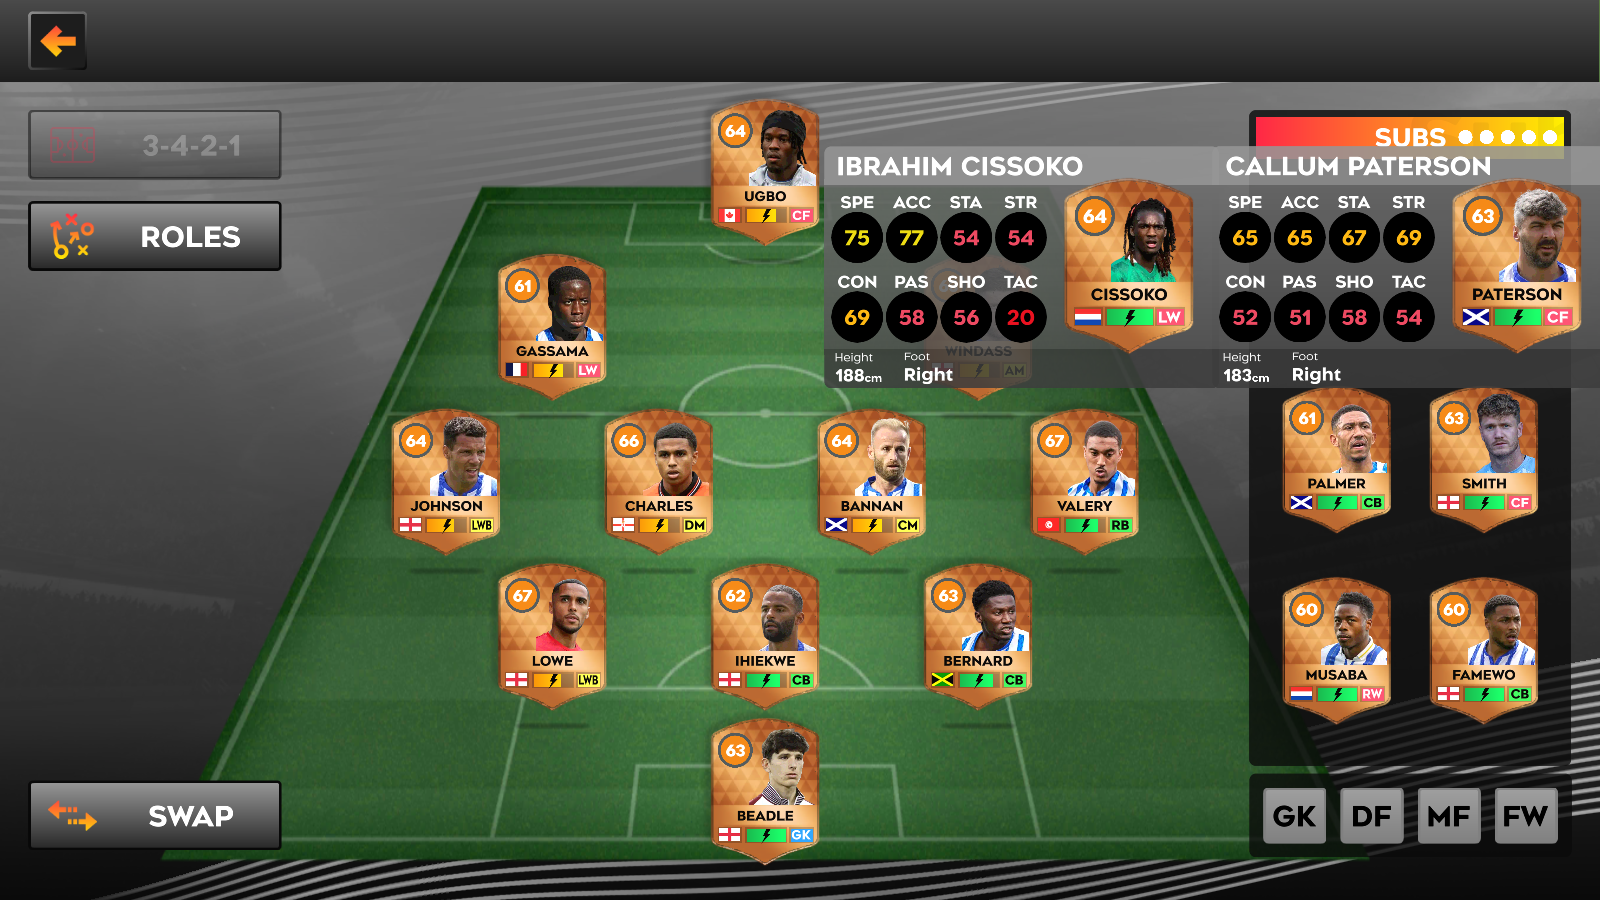 3-4-2-1
ROLES
SWAP
64
UGBO
CF
61
GASSAMA
LW
WINDASS
AM
64
JOHNSON
LWB
66
CHARLES
DM
64
BANNAN
CM
67
VALERY
RB
67
LOWE
LWB
62
IHIEKWE
CB
63
BERNARD
CB
63
BEADLE
GK
SUBS
IBRAHIM CISSOKO
SPE ACC STA STR
75 77 54 54
CON PAS SHO TAC
69 58 56 20
Height Foot
188cm Right
64
CISSOKO
LW
CALLUM PATERSON
SPE ACC STA STR
65 65 67 69
CON PAS SHO TAC
52 51 58 54
Height Foot
183cm Right
63
PATERSON
CF
61
PALMER
CB
63
SMITH
CF
60
MUSABA
RW
60
FAMEWO
CB
GK DF MF FW